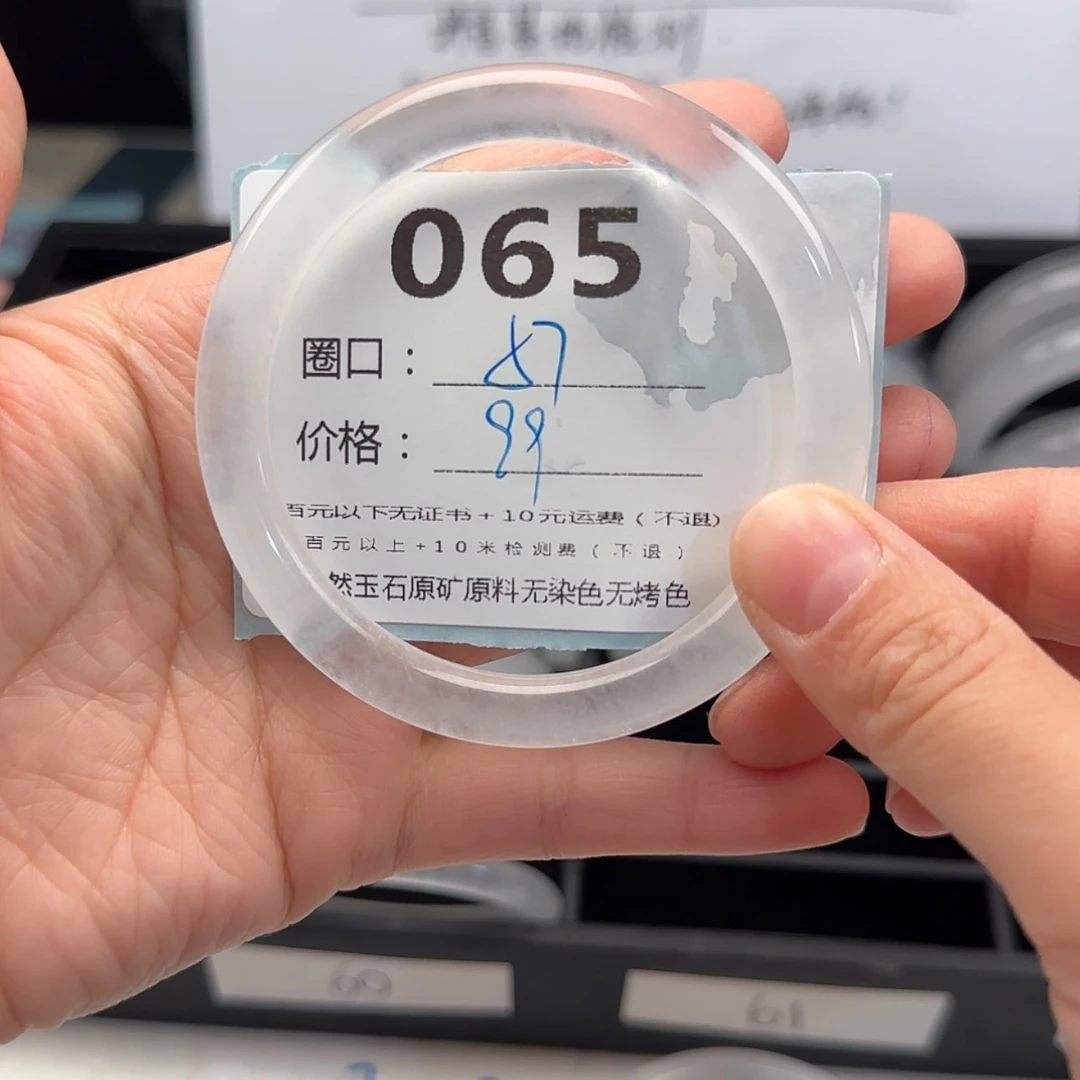 065
圈口：57
价格：99
百元以下无证书+10元运费（不退）
百元以上+10米检测费（不退）
然玉石原矿原料无染色无烤色
61